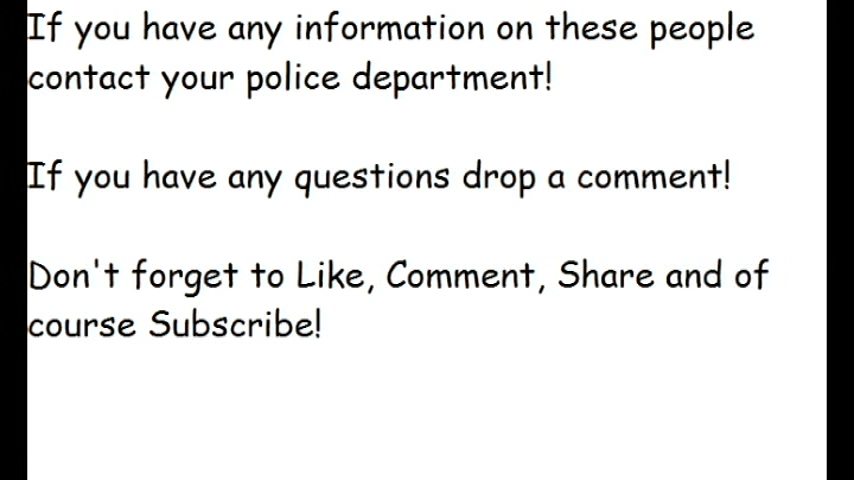 If you have any information on these people
contact your police department!
If you have any questions drop a comment!
Don't forget to Like, Comment, Share and of
course Subscribe!